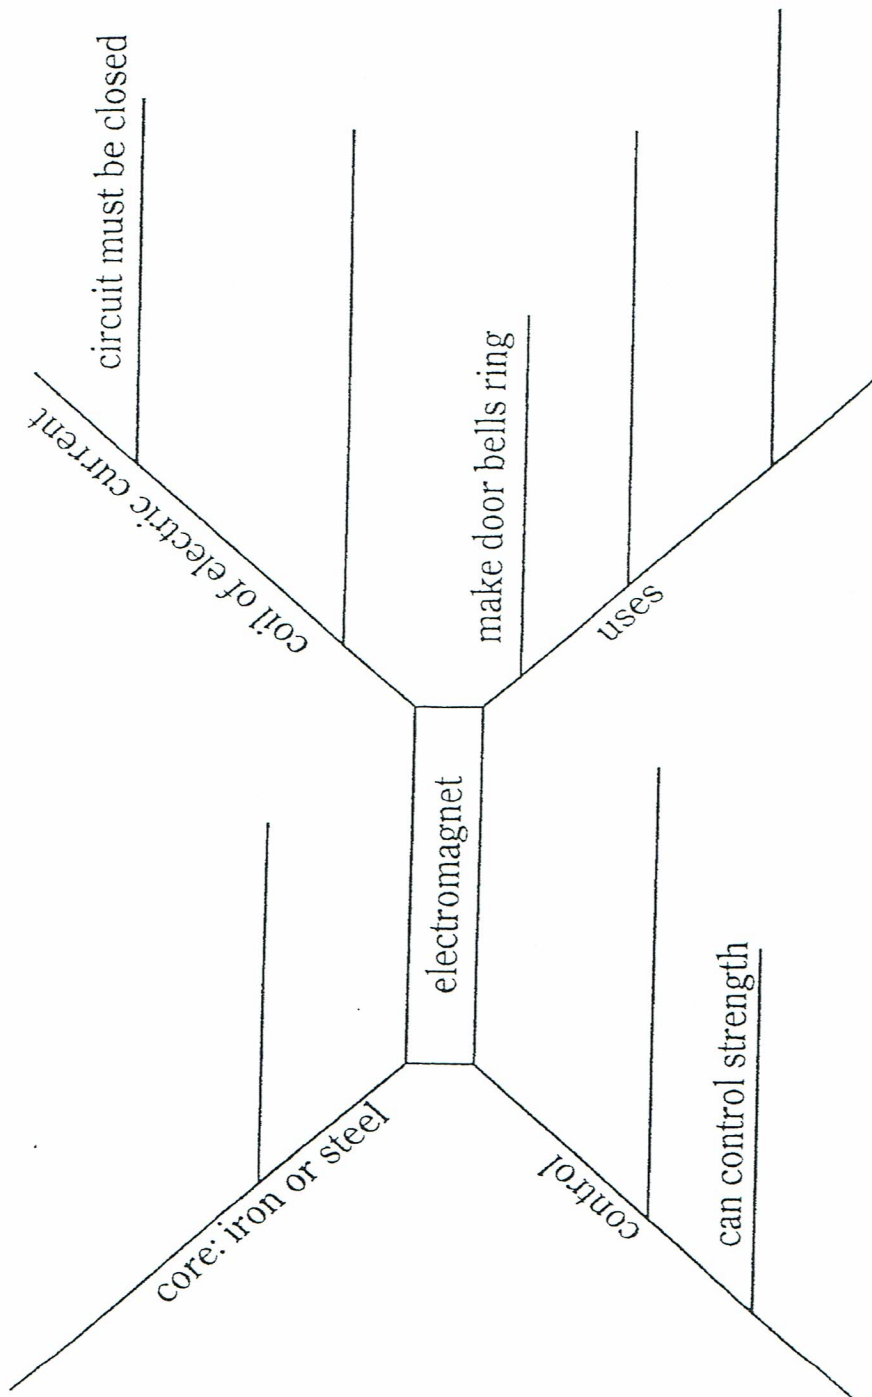 circuit must be closed
coil of electric current
core: iron or steel
electromagnet
make door bells ring
uses
control
can control strength